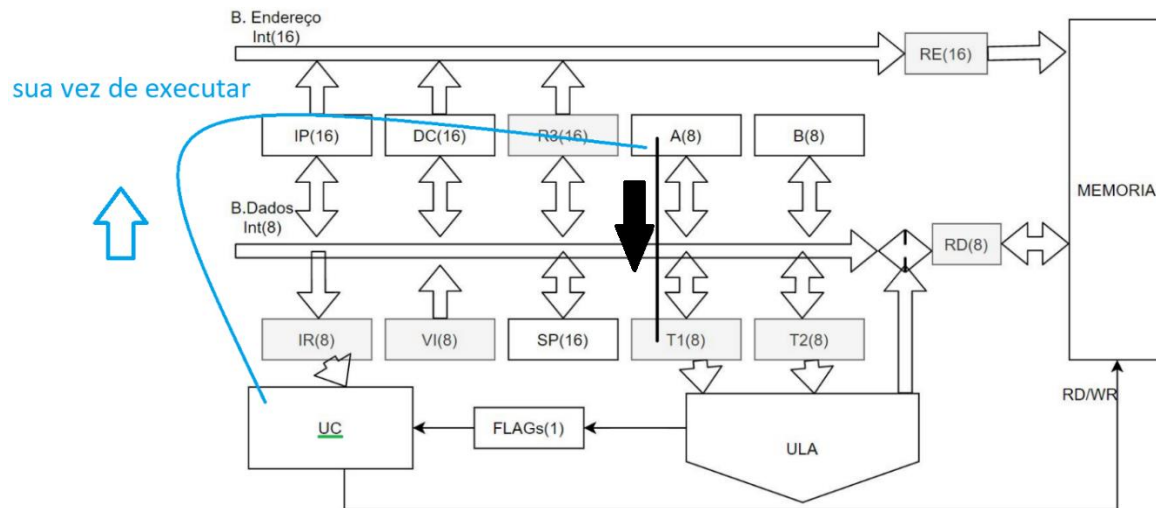 B. Endereço
Int(16)
RE(16)
sua vez de executar
IP(16)
DC(16)
R3(16)
A(8)
B(8)
MEMORIA
B.Dados
Int(8)
RD(8)
IR(8)
VI(8)
SP(16)
T1(8)
T2(8)
RD/WR
UC
FLAGs(1)
ULA